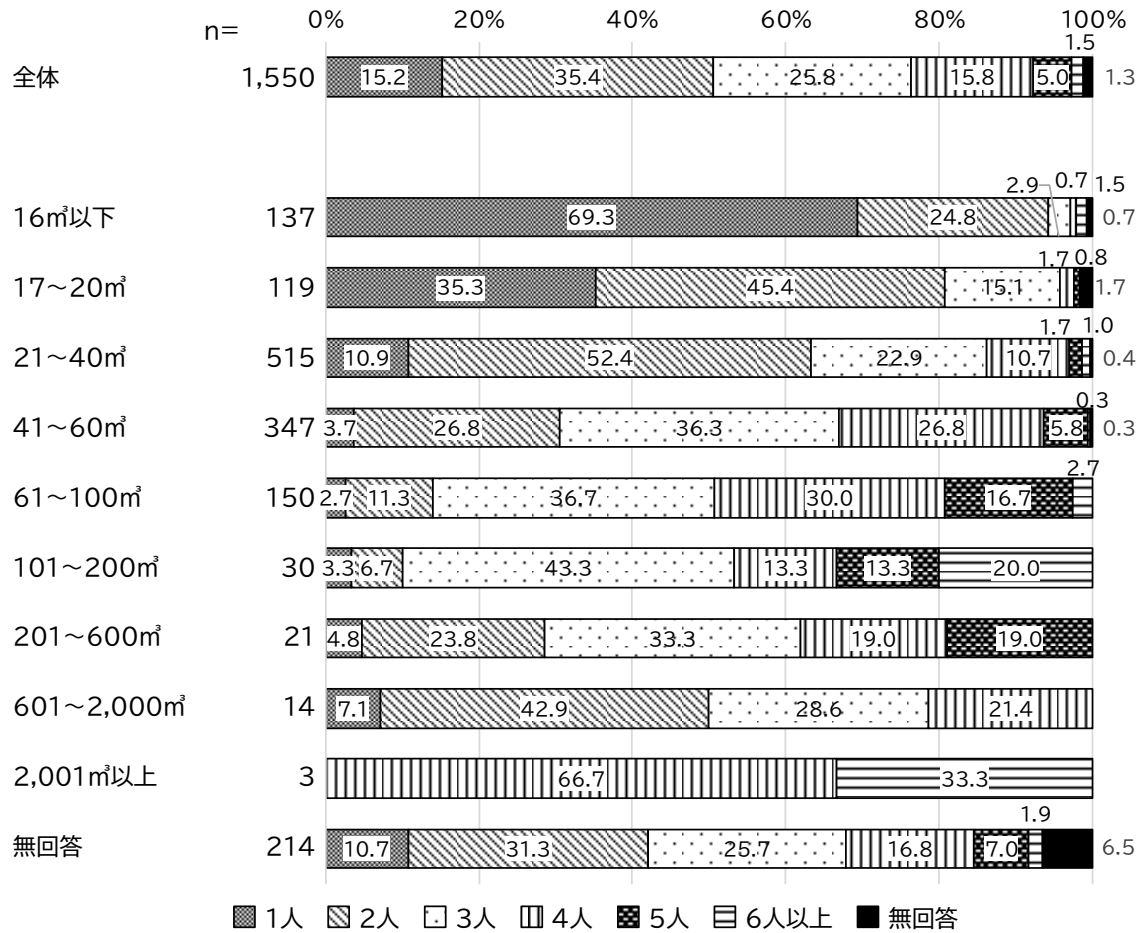 n= 0% 20% 40% 60% 80% 100%
全体 1,550 15.2 35.4 25.8 15.8 5.0 1.5 1.3
16㎥以下 137 69.3 24.8 2.9 0.7 1.5 0.7
17～20㎥ 119 35.3 45.4 15.1 1.7 0.8 1.7
21～40㎥ 515 10.9 52.4 22.9 10.7 1.7 1.0 0.4
41～60㎥ 347 3.7 26.8 36.3 26.8 5.8 0.3 0.3
61～100㎥ 150 2.7 11.3 36.7 30.0 16.7 2.7
101～200㎥ 30 3.3 6.7 43.3 13.3 13.3 20.0
201～600㎥ 21 4.8 23.8 33.3 19.0 19.0
601～2,000㎥ 14 7.1 42.9 28.6 21.4
2,001㎥以上 3 66.7 33.3
無回答 214 10.7 31.3 25.7 16.8 7.0 1.9 6.5
1人 2人 3人 4人 5人 6人以上 無回答